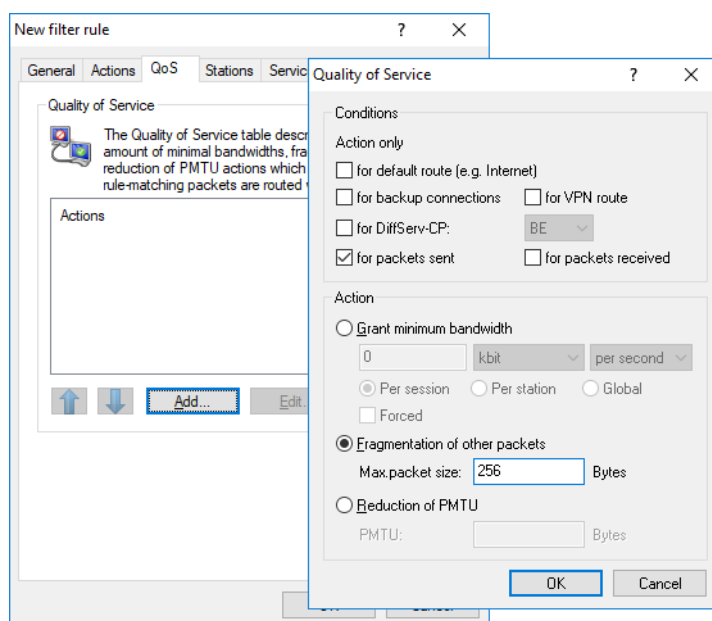 New filter rule
?
General Actions QoS Stations
Quality of Service
The Quality of Service table
amount of minimal bandwidths,
reduction of PMTU actions which
rule-matching packets are routed
Actions
Add...
Edit.
Quality of Service
?
Conditions
Action only
for default route (e.g. Internet)
for backup connections for VPN route
for DiffServ-CP: BE
for packets sent for packets received
Action
Grant minimum bandwidth
0 kbit per second
Per session Per station Global
Forced
Fragmentation of other packets
Max.packet size: 256 Bytes
Reduction of PMTU
PMTU: Bytes
OK Cancel